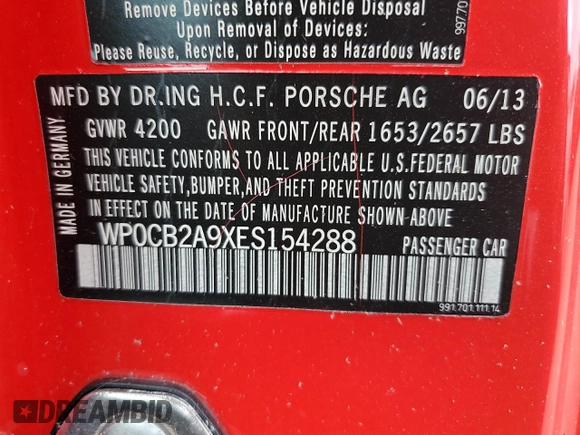 Remove Devices Before Vehicle Disposal
Upon Removal of Devices:
Please Reuse, Recycle, or Dispose as Hazardous Waste
997.701
MFD BY DR.ING H.C.F. PORSCHE AG 06/13
GVWR 4200 GAWR FRONT/REAR 1653/2657 LBS
THIS VEHICLE CONFORMS TO ALL APPLICABLE U.S.FEDERAL MOTOR
VEHICLE SAFETY,BUMPER,AND THEFT PREVENTION STANDARDS
IN EFFECT ON THE DATE OF MANUFACTURE SHOWN ABOVE
WP0CB2A9XES154288 PASSENGER CAR
MADE IN GERMANY
991.701.111.14
DREAMBID